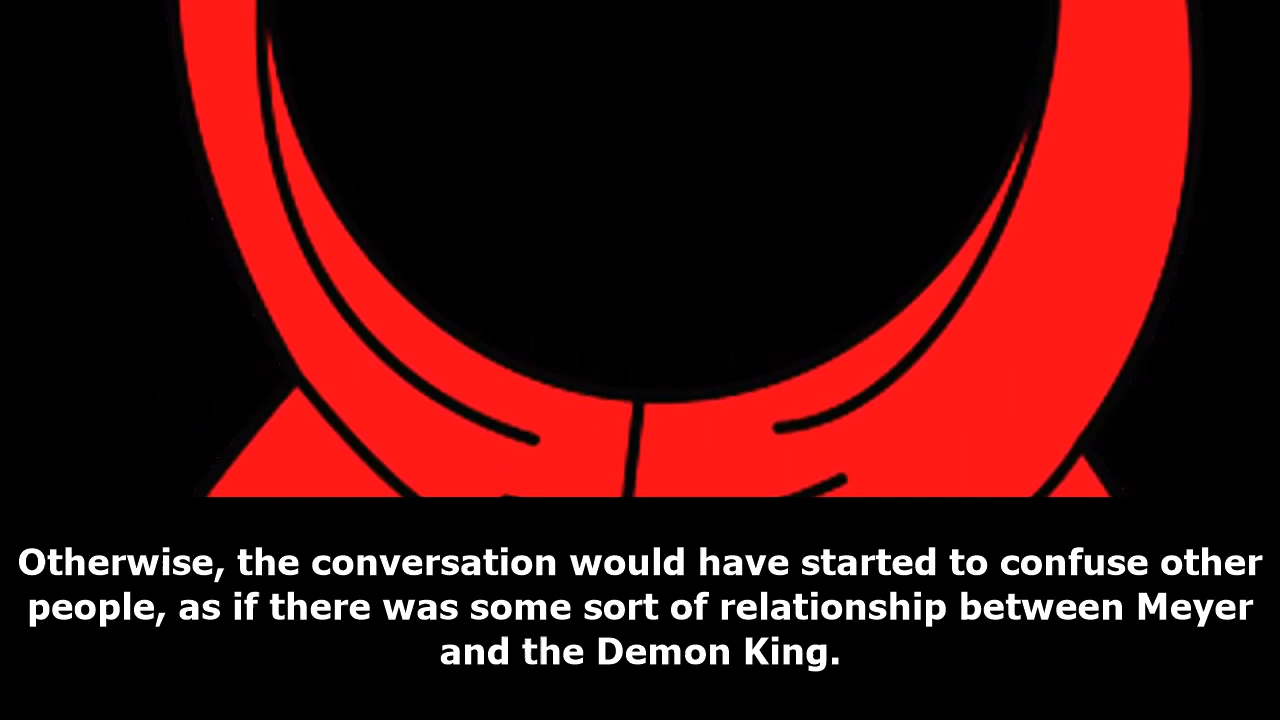 Otherwise, the conversation would have started to confuse other
people, as if there was some sort of relationship between Meyer
and the Demon King.